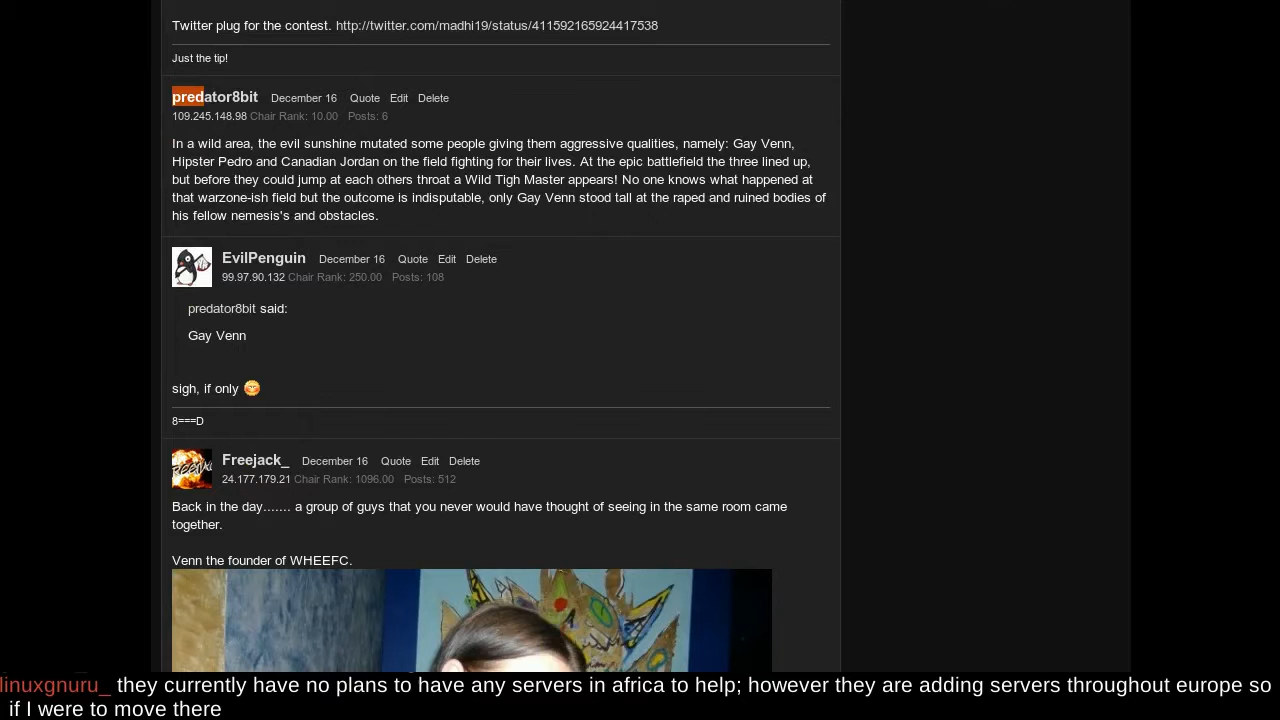 Twitter plug for the contest. http://twitter.com/madhi19/status/411592165924417538
Just the tip!
predator8bit December 16 Quote Edit Delete
109.245.148.98 Chair Rank: 10.00 Posts: 6
In a wild area, the evil sunshine mutated some people giving them aggressive qualities, namely: Gay Venn,
Hipster Pedro and Canadian Jordan on the field fighting for their lives. At the epic battlefield the three lined up,
but before they could jump at each others throat a Wild Tigh Master appears! No one knows what happened at
that warzone-ish field but the outcome is indisputable, only Gay Venn stood tall at the raped and ruined bodies of
his fellow nemesis's and obstacles.
EvilPenguin December 16 Quote Edit Delete
99.97.90.132 Chair Rank: 250.00 Posts: 108
predator8bit said:
Gay Venn
sigh, if only
8===D
Freejack_ December 16 Quote Edit Delete
24.177.179.21 Chair Rank: 1096.00 Posts: 512
Back in the day....... a group of guys that you never would have thought of seeing in the same room came
together.
Venn the founder of WHEEFC.
linuxgnuru_ they currently have no plans to have any servers in africa to help; however they are adding servers throughout europe so
if I were to move there